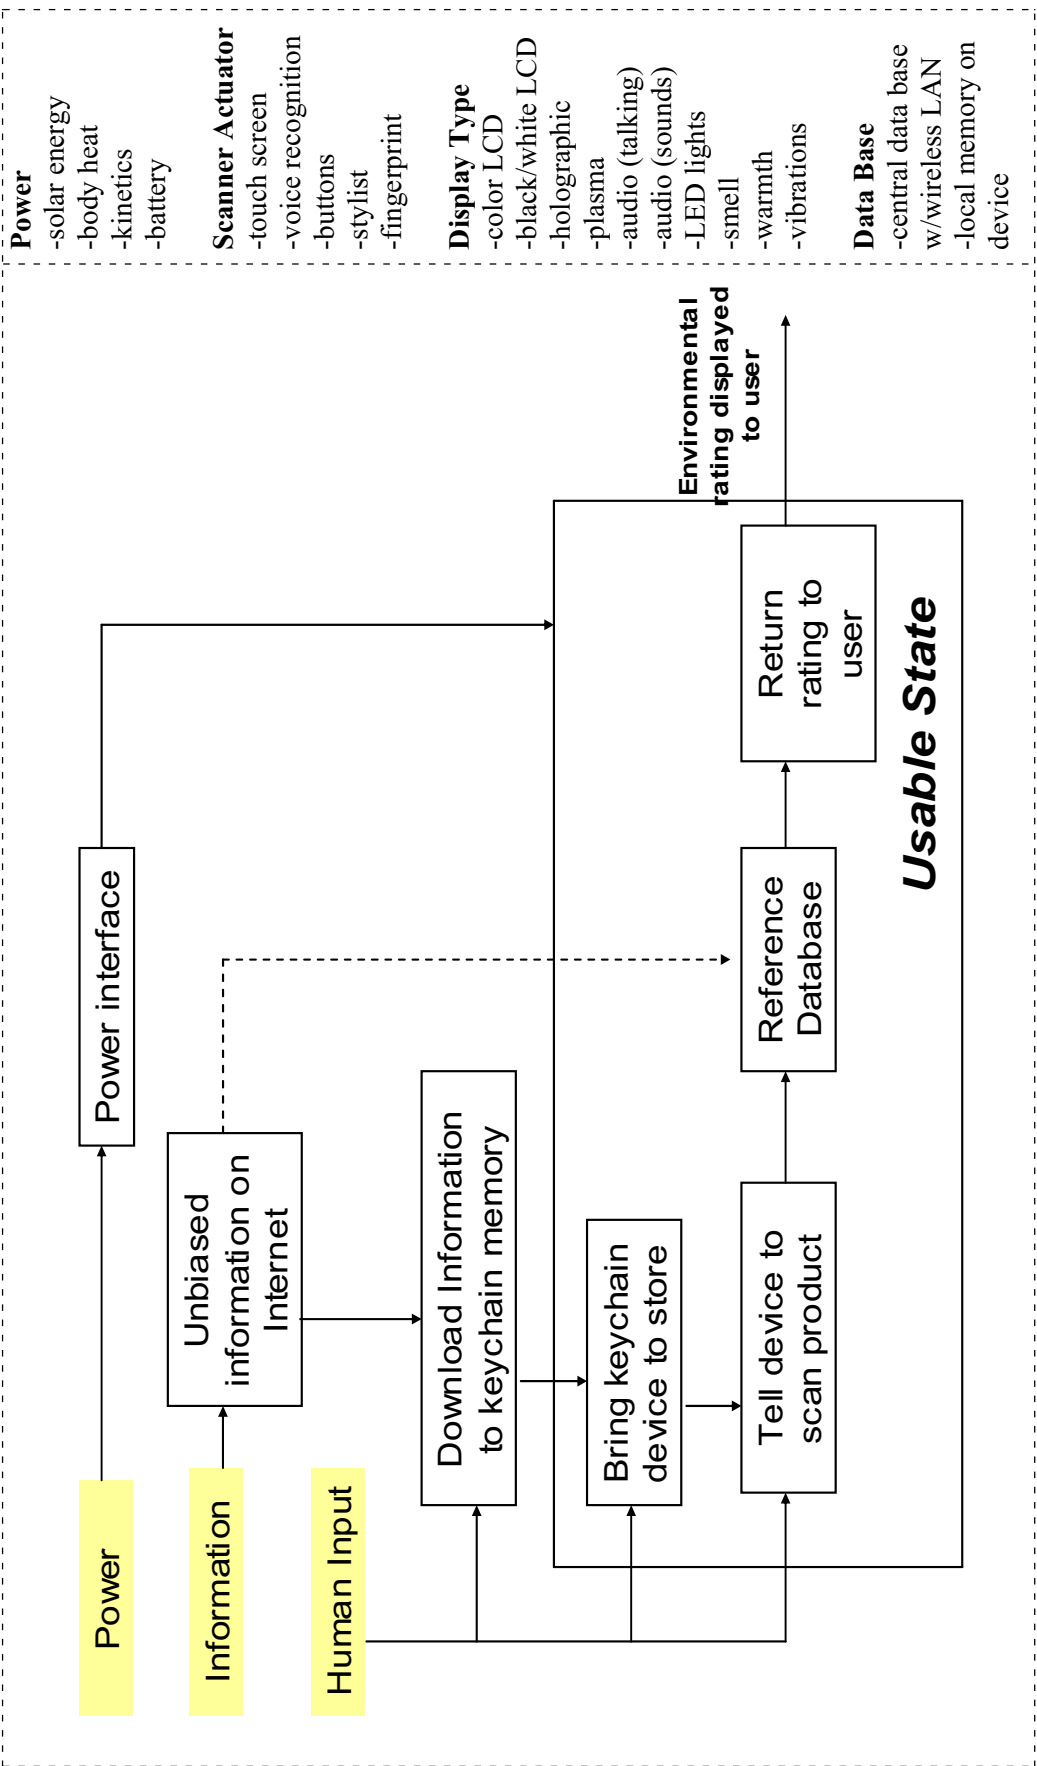 Power
Information
Human Input
Power interface
Unbiased
information on
Internet
Download Information
to keychain memory
Bring keychain
device to store
Tell device to
scan product
Reference
Database
Return
rating to
user
Usable State
Environmental
rating displayed
to user
Power
-solar energy
-body heat
-kinetics
-battery
Scanner Actuator
-touch screen
-voice recognition
-buttons
-stylist
-fingerprint
Display Type
-color LCD
-black/white LCD
-holographic
-plasma
-audio (talking)
-audio (sounds)
-LED lights
-smell
-warmth
-vibrations
Data Base
-central data base
w/wireless LAN
-local memory on
device